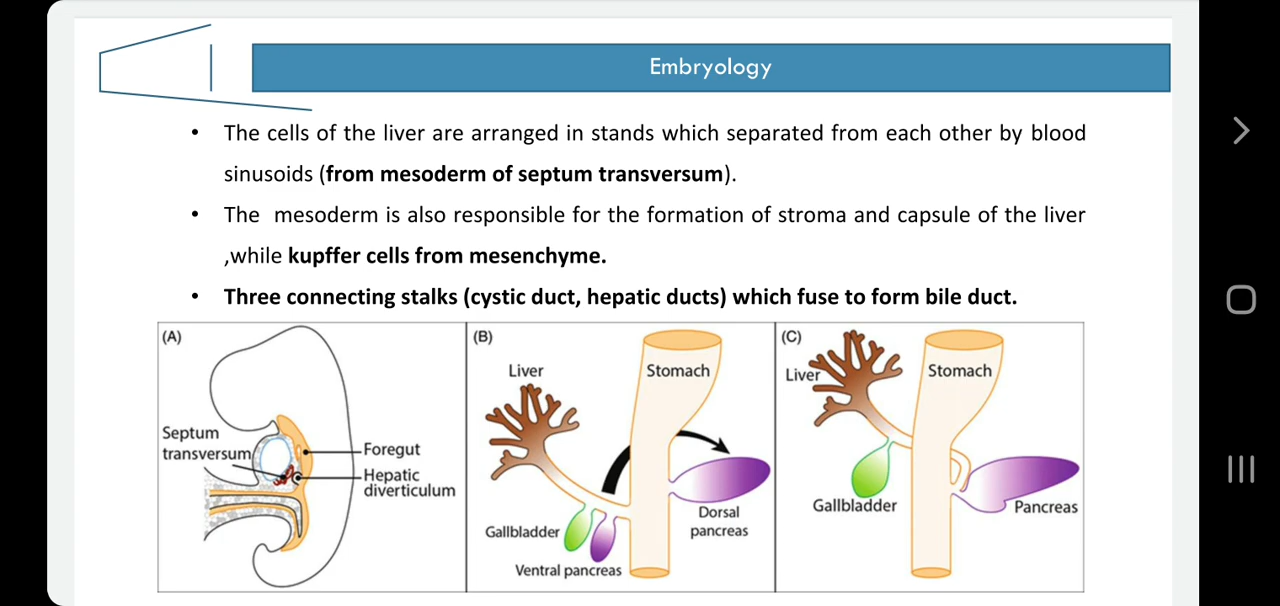 Embryology
• The cells of the liver are arranged in stands which separated from each other by blood
sinusoids (from mesoderm of septum transversum).
• The mesoderm is also responsible for the formation of stroma and capsule of the liver
,while kupffer cells from mesenchyme.
• Three connecting stalks (cystic duct, hepatic ducts) which fuse to form bile duct.
(A)
Septum
transversum
Foregut
Hepatic
diverticulum
(B)
Liver
Stomach
Gallbladder
Ventral pancreas
Dorsal
pancreas
(C)
Liver
Stomach
Gallbladder
Pancreas